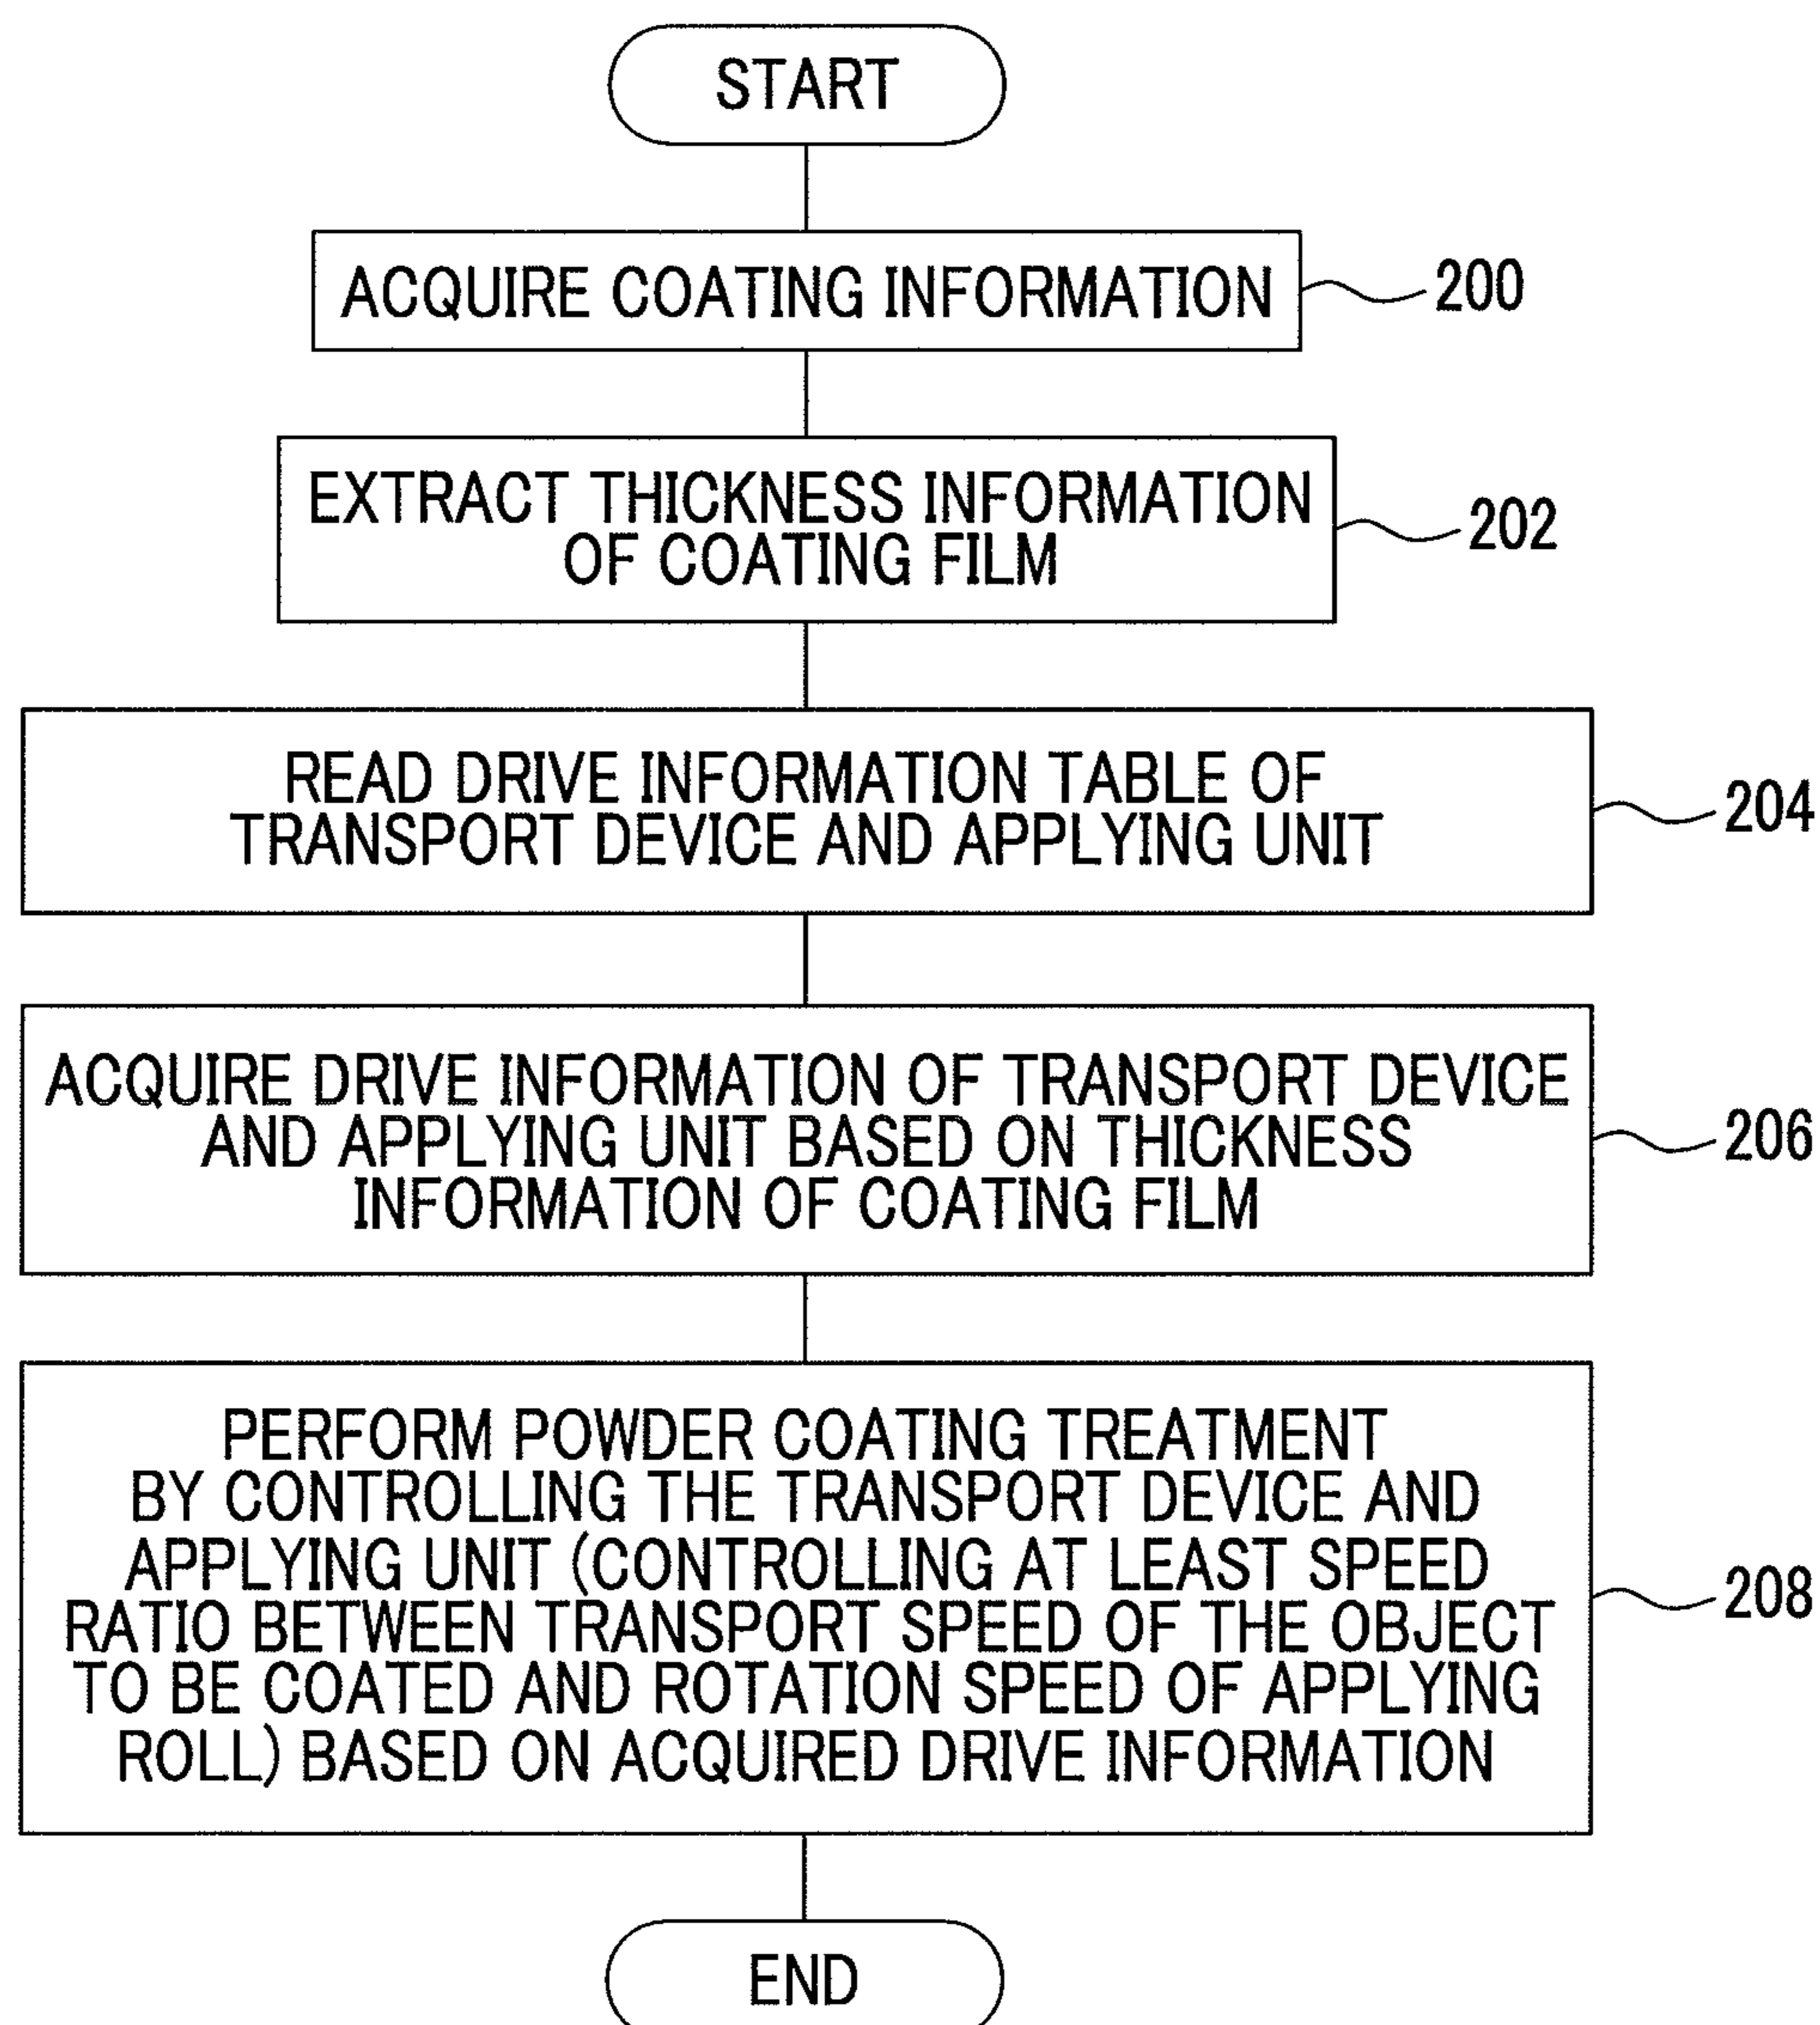 START
ACQUIRE COATING INFORMATION
200
EXTRACT THICKNESS INFORMATION
OF COATING FILM
202
READ DRIVE INFORMATION TABLE OF
TRANSPORT DEVICE AND APPLYING UNIT
204
ACQUIRE DRIVE INFORMATION OF TRANSPORT DEVICE
AND APPLYING UNIT BASED ON THICKNESS
INFORMATION OF COATING FILM
206
PERFORM POWDER COATING TREATMENT
BY CONTROLLING THE TRANSPORT DEVICE AND
APPLYING UNIT (CONTROLLING AT LEAST SPEED
RATIO BETWEEN TRANSPORT SPEED OF THE OBJECT
TO BE COATED AND ROTATION SPEED OF APPLYING
ROLL) BASED ON ACQUIRED DRIVE INFORMATION
208
END